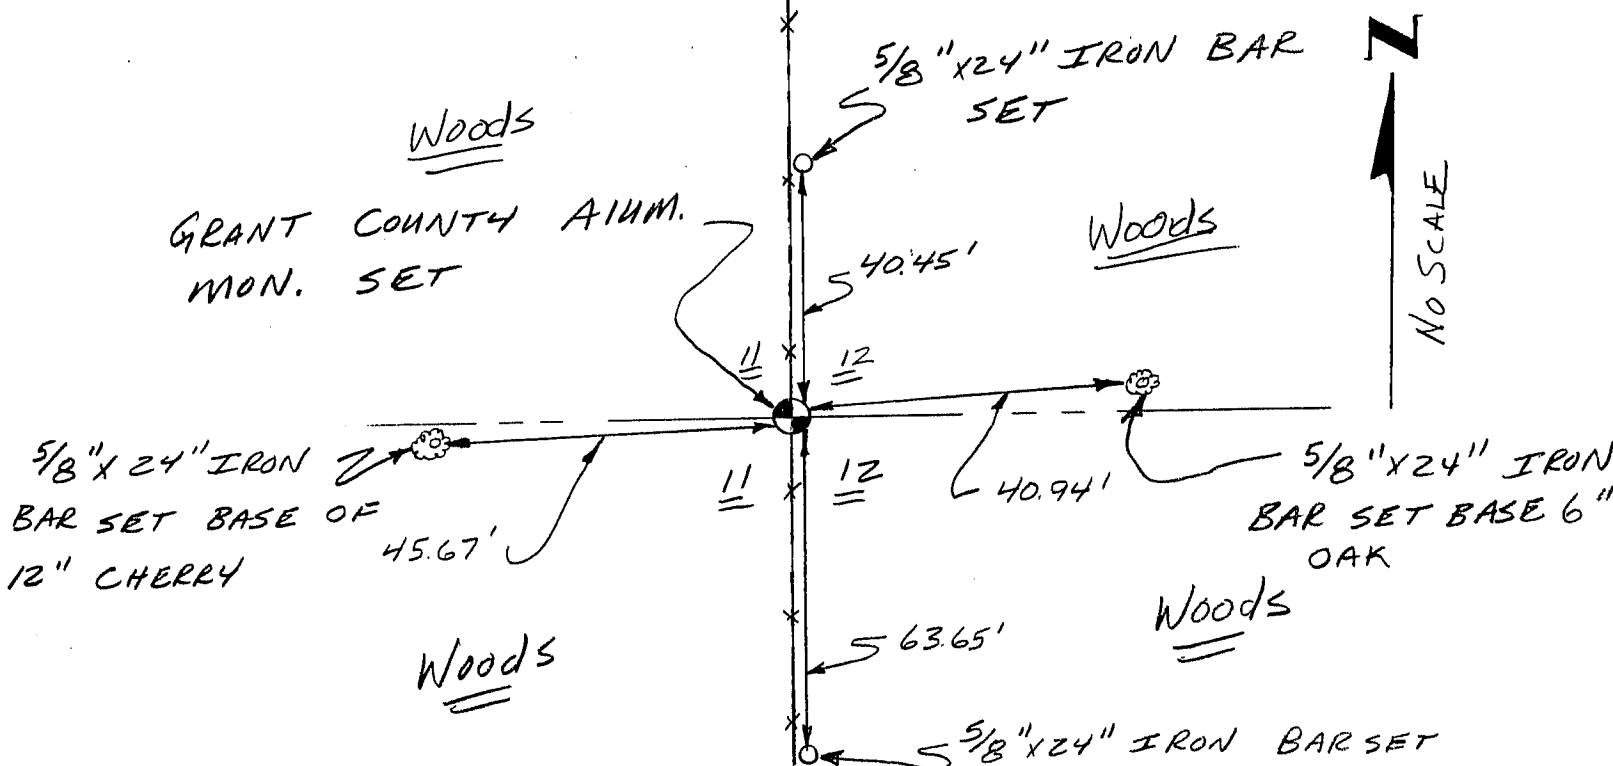 N
5/8"x24" IRON BAR
SET
Woods
GRANT COUNTY AlUM.
MON. SET
Woods
NO SCALE
40.45'
11
12
5/8"x24" IRON
BAR SET BASE OF
12" CHERRY
45.67'
11
12
40.94'
5/8"x24" IRON
BAR SET BASE 6"
OAK
Woods
Woods
63.65'
5/8"x24" IRON BAR SET